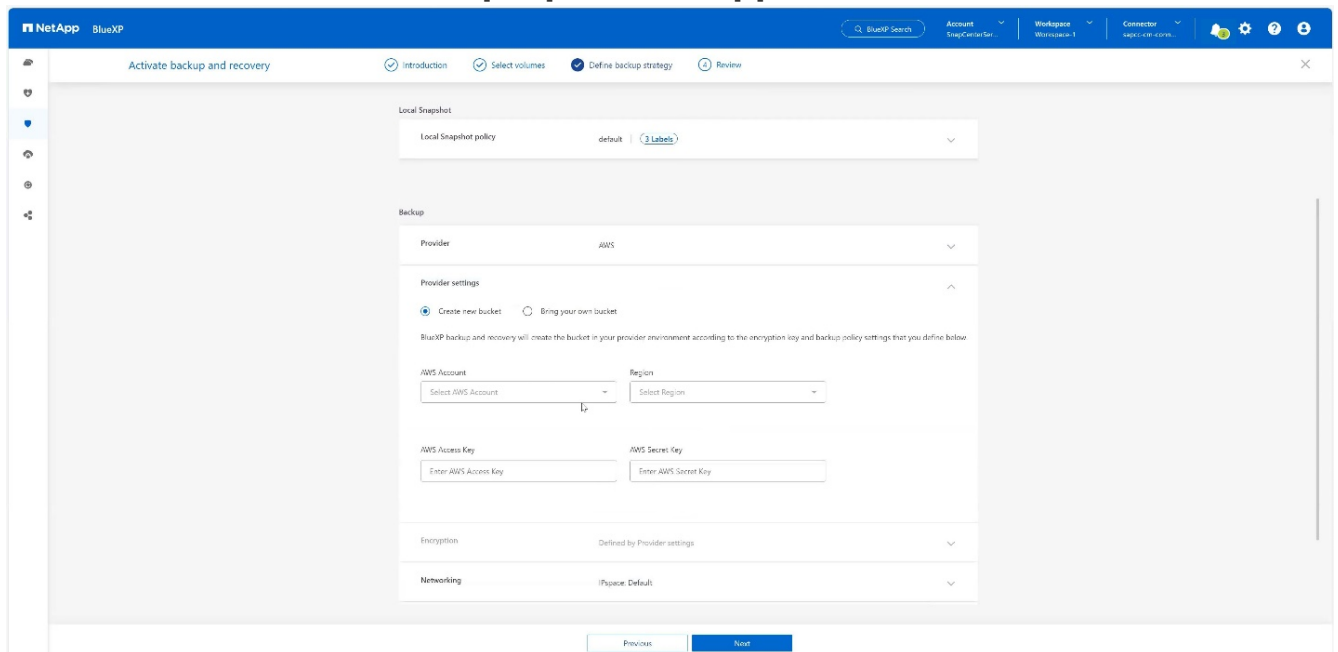 NetApp BlueXP
BlueXP Search
Account
SnapCenterSer...
Workspace
Workspace-1
Connector
sapcc-cm-conn...
Activate backup and recovery
Introduction
Select volumes
Define backup strategy
4 Review
Local Snapshot
Local Snapshot policy default | 3 Labels
Backup
Provider AWS
Provider settings
Create new bucket Bring your own bucket
BlueXP backup and recovery will create the bucket in your provider environment according to the encryption key and backup policy settings that you define below
AWS Account Region
Select AWS Account Select Region
AWS Access Key AWS Secret Key
Enter AWS Access Key Enter AWS Secret Key
Encryption Defined by Provider settings
Networking IPspace: Default
Previous Next